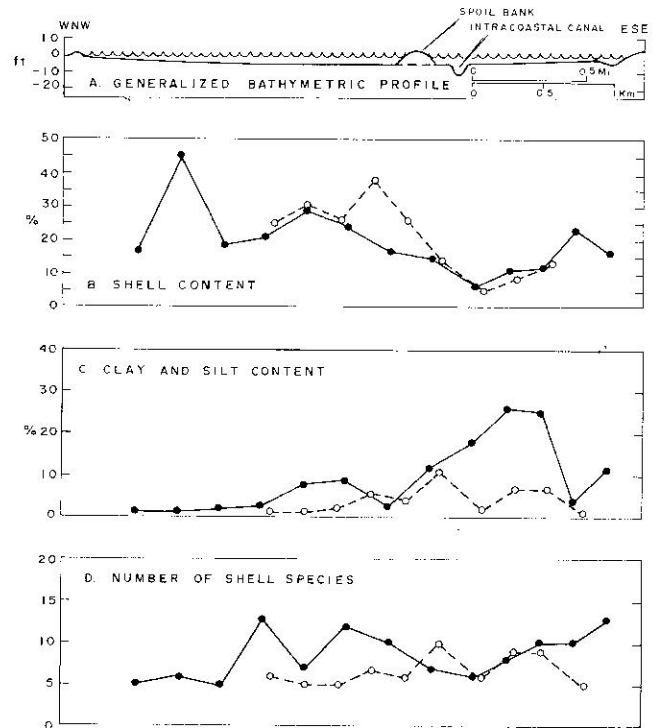 WNW
SPOIL BANK
INTRACOASTAL CANAL
ESE
ft
10
0
-10
-20
A. GENERALIZED BATHYMETRIC PROFILE
0 0.5 Mi
0 0.5 1 Km
50
40
30
%
20
10
0
B SHELL CONTENT
40
30
% 20
10
0
C CLAY AND SILT CONTENT
20
15
10
5
0
D. NUMBER OF SHELL SPECIES